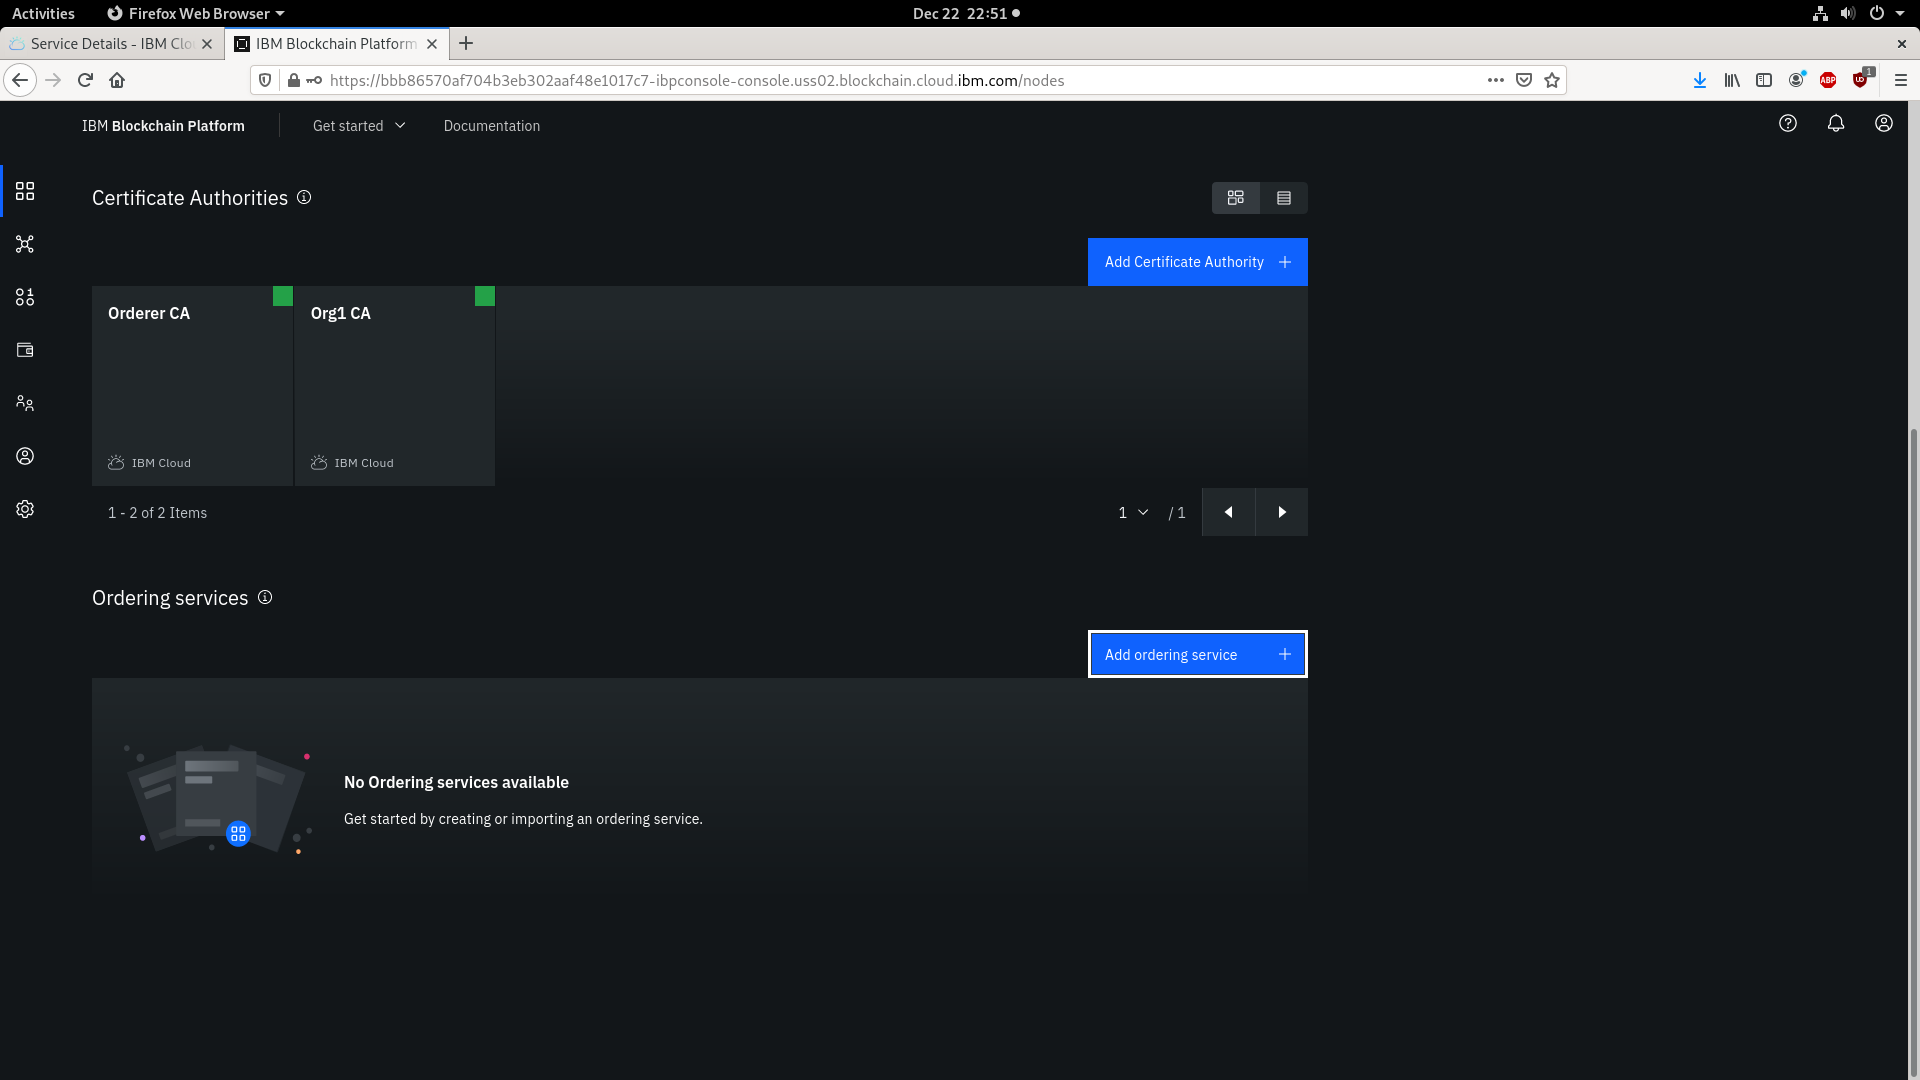 Activities
Firefox Web Browser
Dec 22 22:51
Service Details - IBM Clo
IBM Blockchain Platform
https://bbb86570af704b3eb302aaf48e1017c7-ibpconsole-console.uss02.blockchain.cloud.ibm.com/nodes
ABP
1
IBM Blockchain Platform
Get started
Documentation
Certificate Authorities
Add Certificate Authority
Orderer CA
Org1 CA
IBM Cloud
IBM Cloud
1 - 2 of 2 Items
1
/ 1
Ordering services
Add ordering service
No Ordering services available
Get started by creating or importing an ordering service.